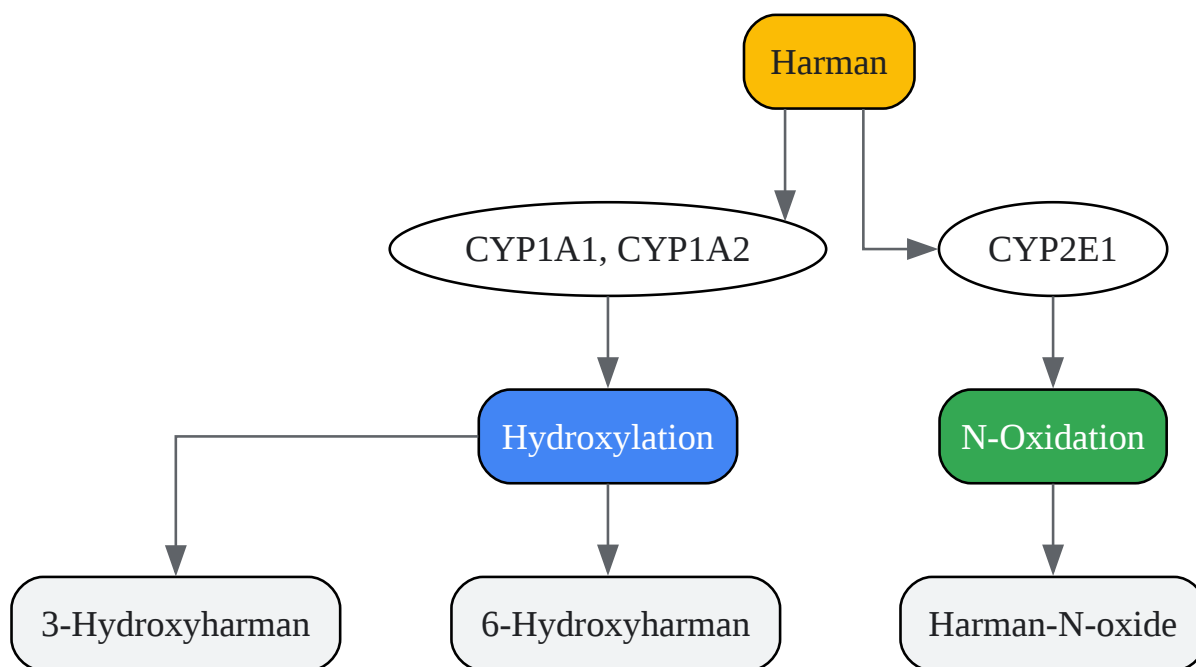 Harman
CYP1A1, CYP1A2
CYP2E1
Hydroxylation
N-Oxidation
3-Hydroxyharman
6-Hydroxyharman
Harman-N-oxide